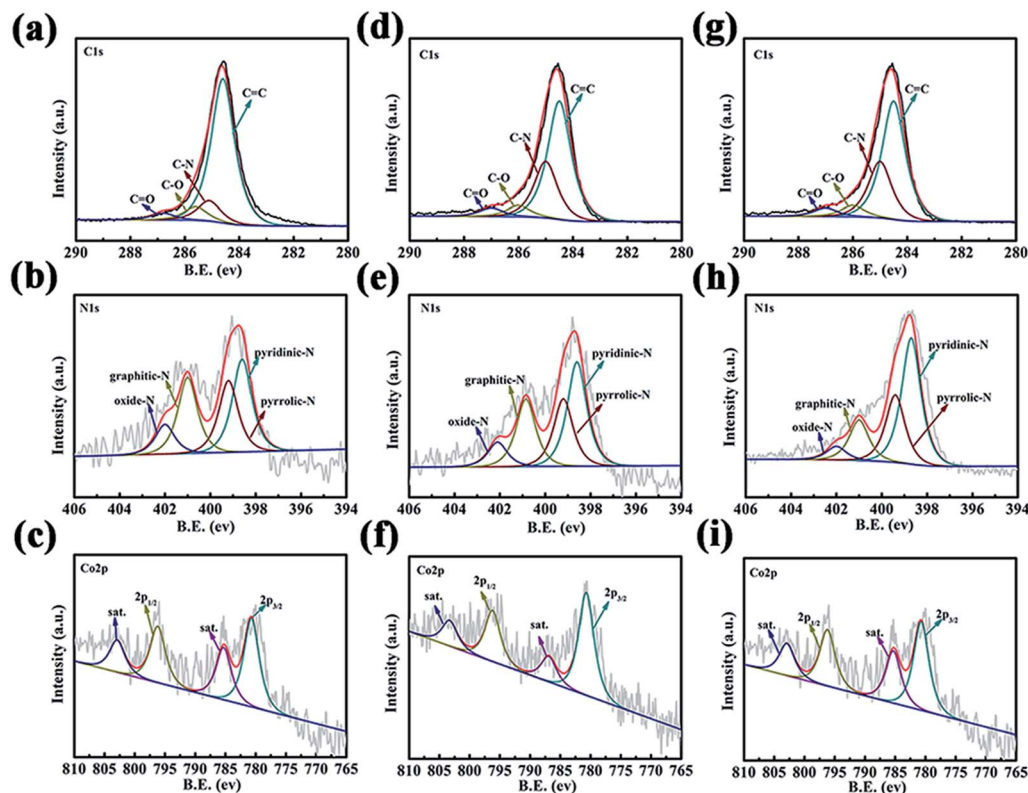 (a)
C1s
C=C
C-N
C-O
C=O
Intensity (a.u.)
290 288 286 284 282 280
B.E. (ev)
(d)
C1s
C=C
C-N
C-O
C=O
Intensity (a.u.)
290 288 286 284 282 280
B.E. (ev)
(g)
C1s
C=C
C-N
C-O
C=O
Intensity (a.u.)
290 288 286 284 282 280
B.E. (ev)
(b)
N1s
pyridinic-N
graphitic-N
oxide-N
pyrrolic-N
Intensity (a.u.)
406 404 402 400 398 396 394
B.E. (ev)
(e)
N1s
pyridinic-N
graphitic-N
oxide-N
pyrrolic-N
Intensity (a.u.)
406 404 402 400 398 396 394
B.E. (ev)
(h)
N1s
pyridinic-N
graphitic-N
oxide-N
pyrrolic-N
Intensity (a.u.)
406 404 402 400 398 396 394
B.E. (ev)
(c)
Co2p
2p1/2
sat.
sat.
2p3/2
Intensity (a.u.)
810 805 800 795 790 785 780 775 770 765
B.E. (ev)
(f)
Co2p
2p1/2
sat.
sat.
2p3/2
Intensity (a.u.)
810 805 800 795 790 785 780 775 770 765
B.E. (ev)
(i)
Co2p
2p1/2
sat.
sat.
2p3/2
Intensity (a.u.)
810 805 800 795 790 785 780 775 770 765
B.E. (ev)